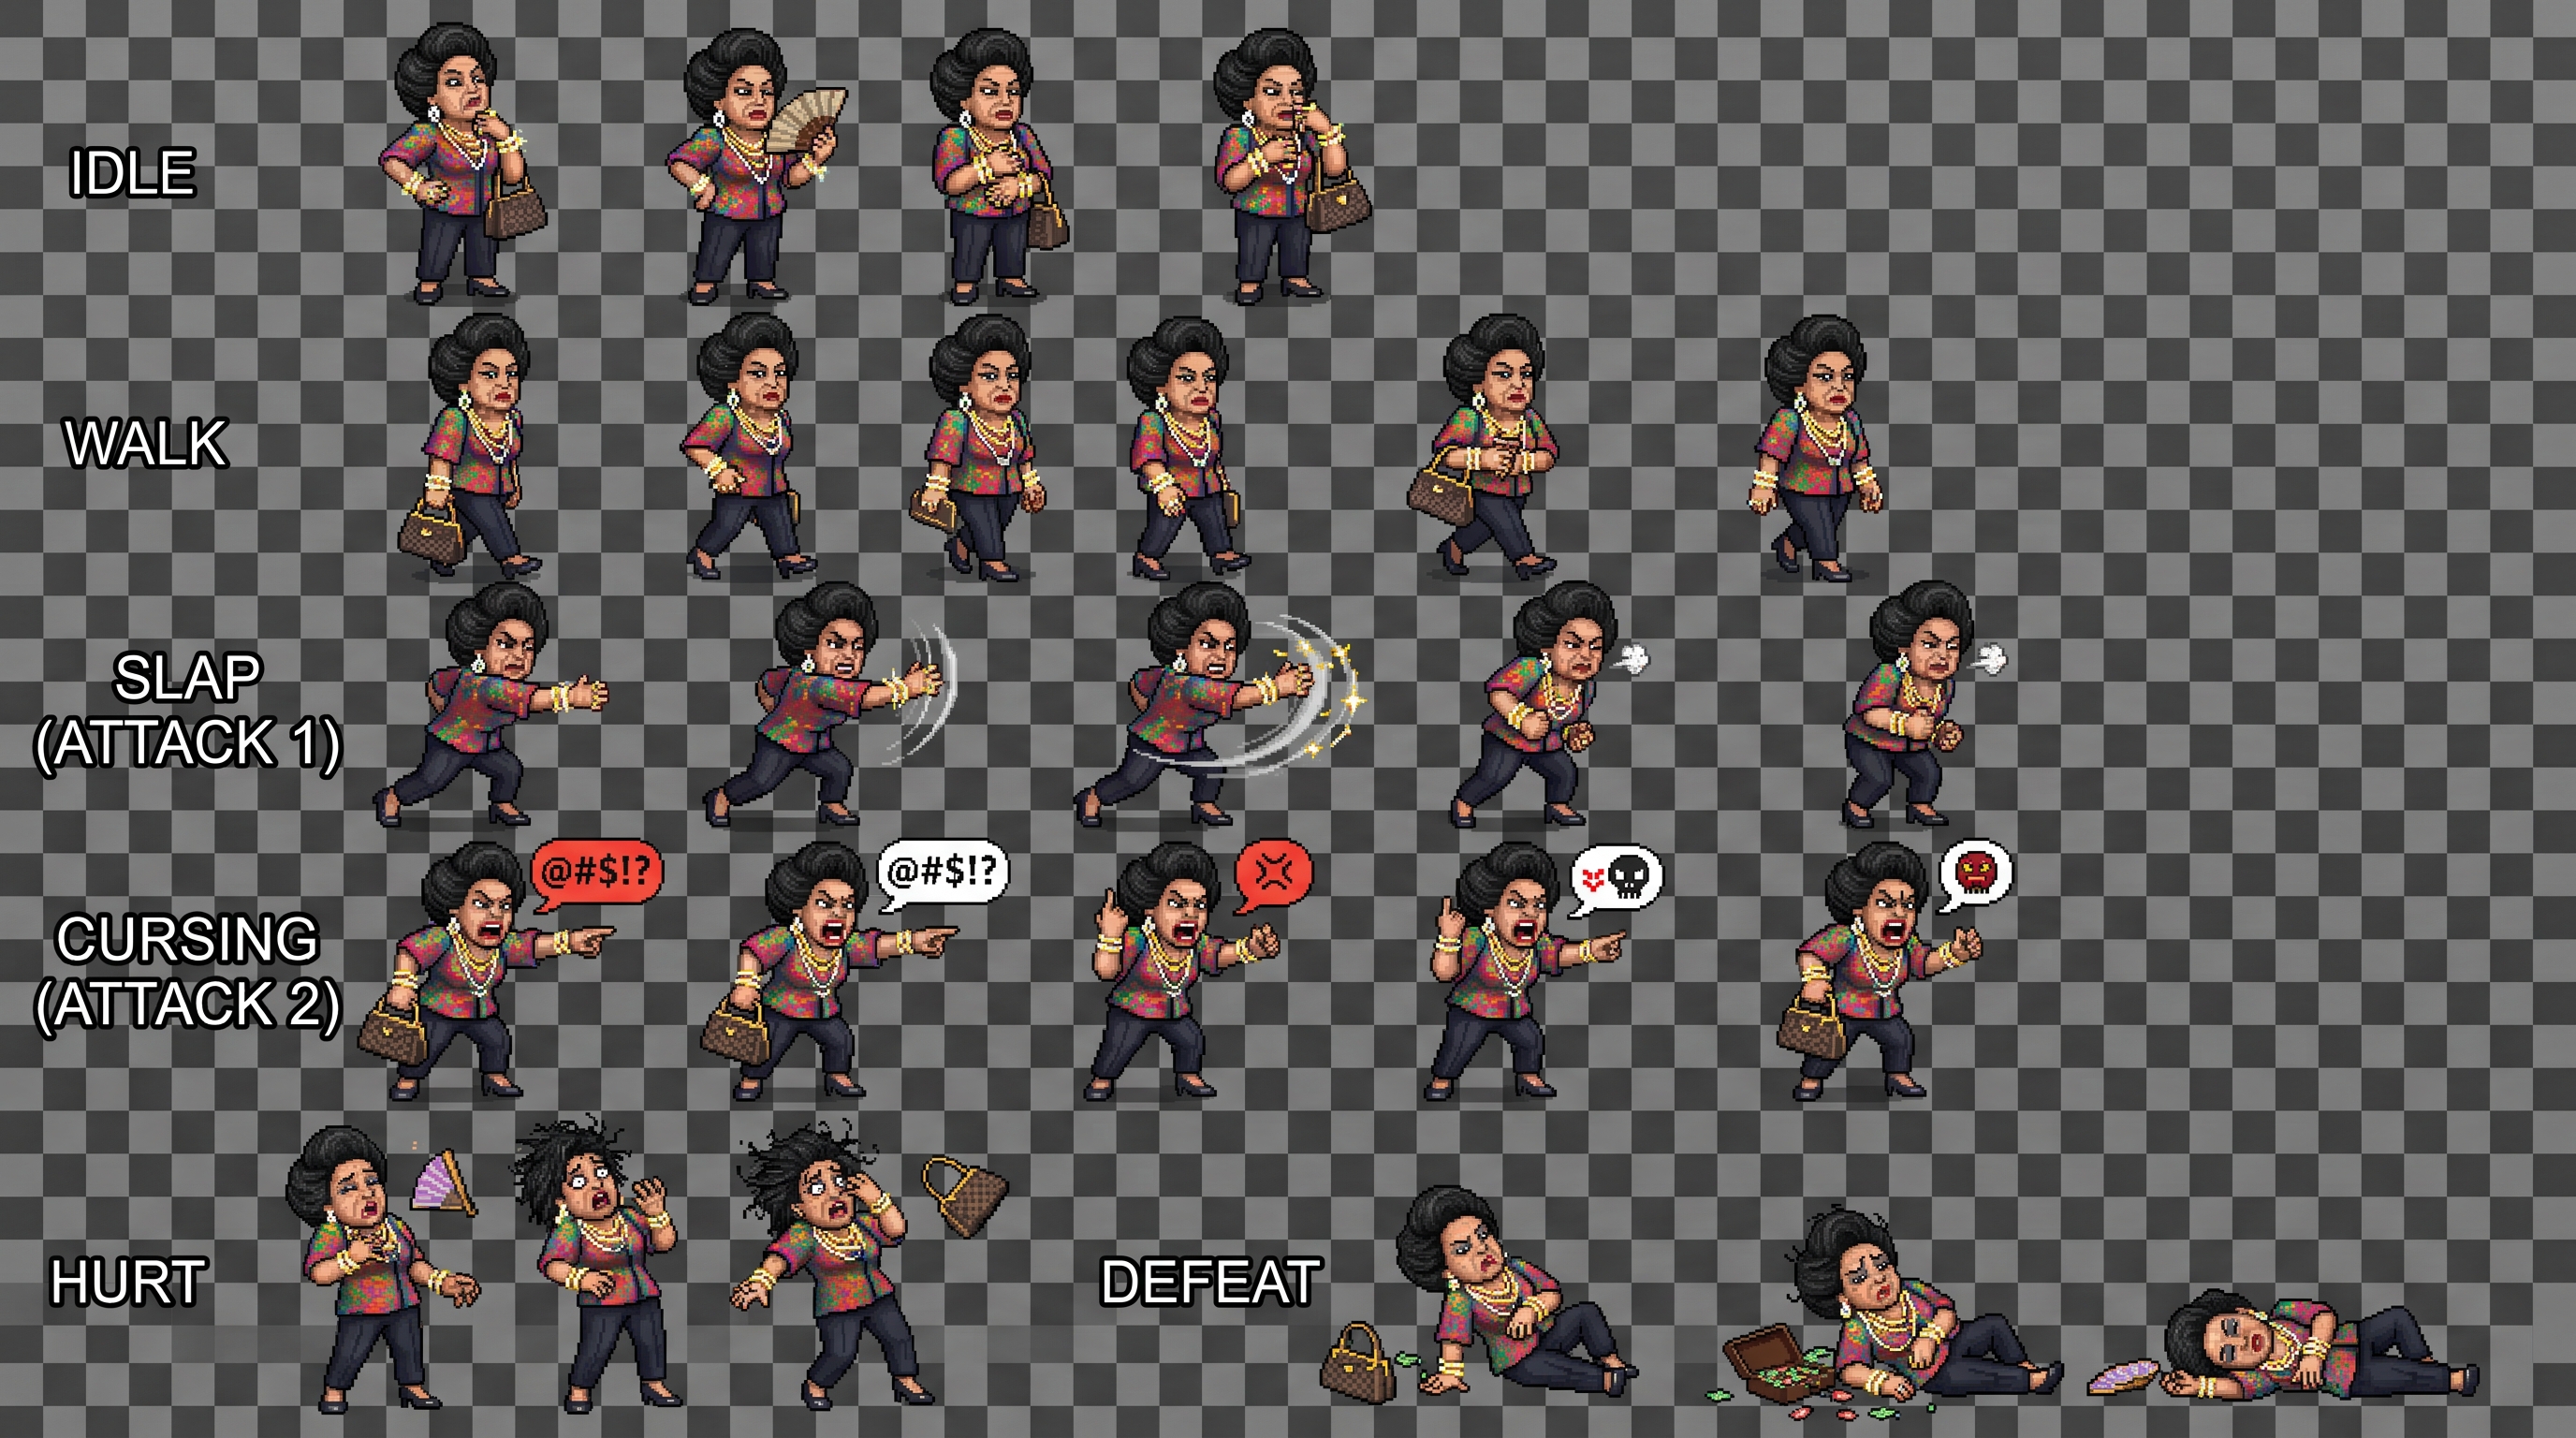 IDLE
WALK
SLAP
(ATTACK 1)
@#$!?
@#$!?
CURSING
(ATTACK 2)
HURT
DEFEAT